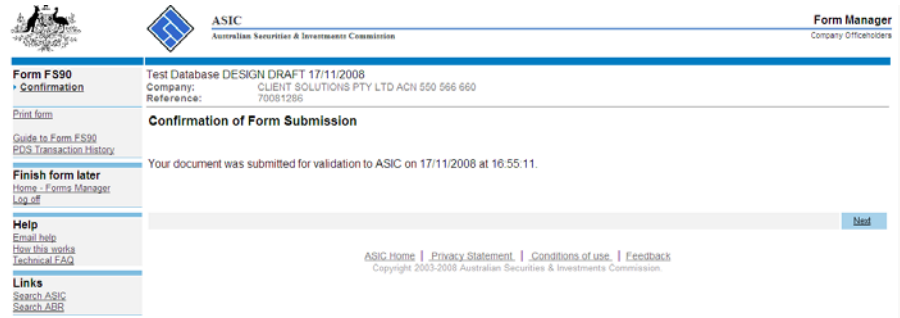 ASIC
Australian Securities & Investments Commission
Form Manager
Company Officeholders
Form FS90
Confirmation
Print form
Guide to Form FS90
PDS Transaction History
Finish form later
Home - Forms Manager
Log off
Help
Email help
How this works
Technical FAQ
Links
Search ASIC
Search ABR
Test Database DESIGN DRAFT 17/11/2008
Company: CLIENT SOLUTIONS PTY LTD ACN 550 566 660
Reference: 70081286
Confirmation of Form Submission
Your document was submitted for validation to ASIC on 17/11/2008 at 16:55:11.
Next
ASIC Home | Privacy Statement | Conditions of use | Feedback
Copyright 2003-2008 Australian Securities & Investments Commission.